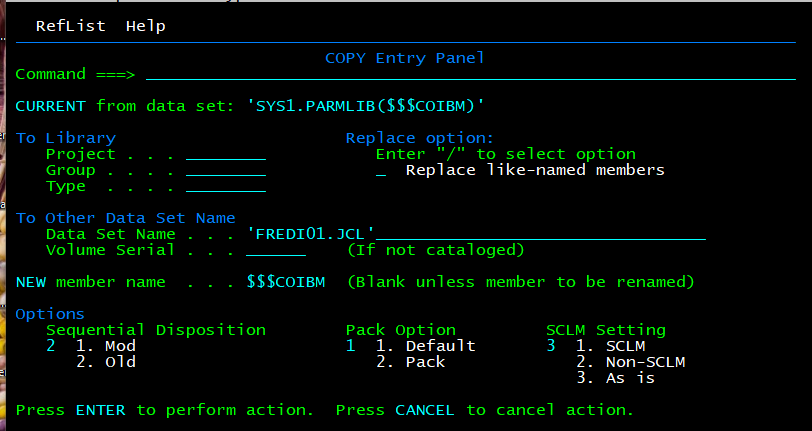 RefList  Help
COPY Entry Panel
Command ===>
CURRENT from data set: 'SYS1.PARMLIB($$$COIBM)'
To Library                       Replace option:
Project . . .                    Enter "/" to select option
Group . . . .                    _  Replace like-named members
Type  . . . .
To Other Data Set Name
Data Set Name . . . 'FREDI01.JCL'
Volume Serial . . .              (If not cataloged)
NEW member name  . . . $$$COIBM  (Blank unless member to be renamed)
Options
Sequential Disposition        Pack Option         SCLM Setting
2  1. Mod                     1  1. Default       3  1. SCLM
2. Old                        2. Pack             2. Non-SCLM
3. As is
Press ENTER to perform action.  Press CANCEL to cancel action.